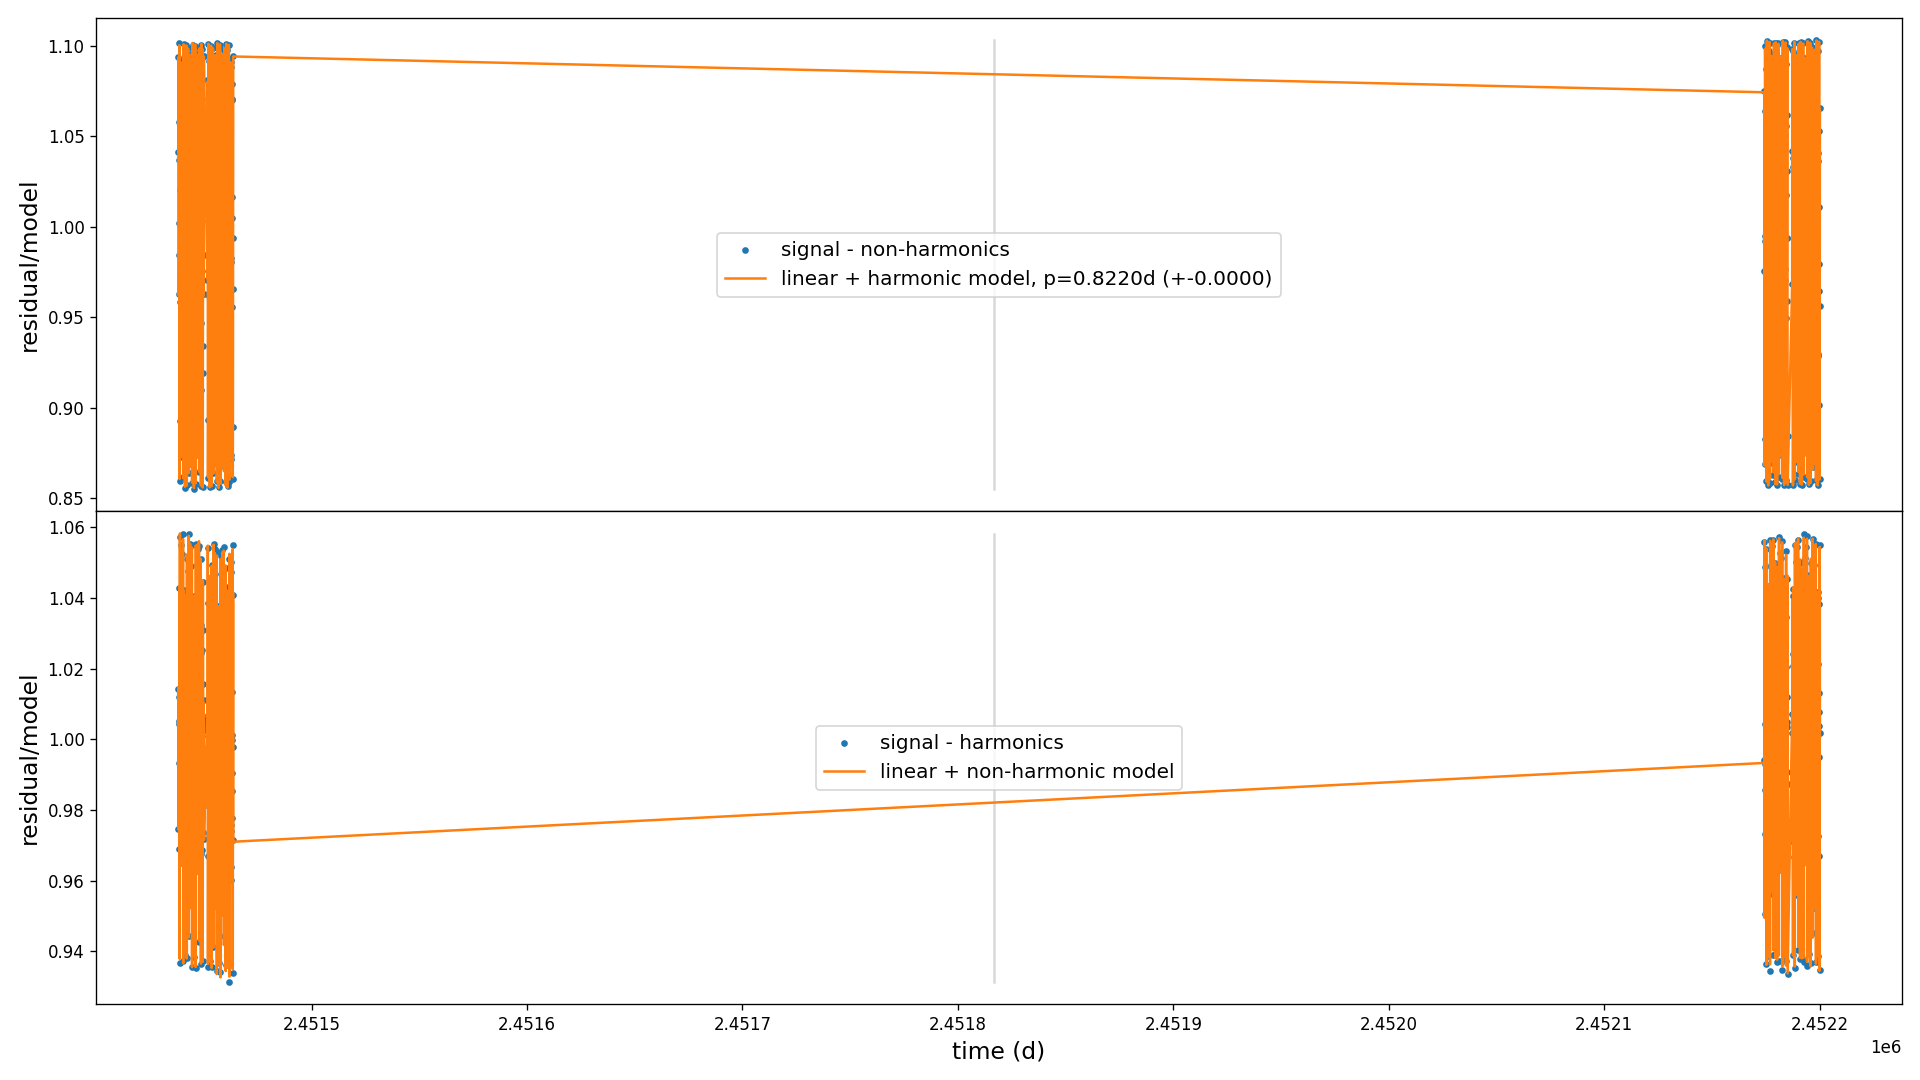 1.10
1.05
1.00
0.95
0.90
0.85
residual/model
signal - non-harmonics
linear + harmonic model, p=0.8220d (+-0.0000)
1.06
1.04
1.02
1.00
0.98
0.96
0.94
residual/model
signal - harmonics
linear + non-harmonic model
2.4515 2.4516 2.4517 2.4518 2.4519 2.4520 2.4521 2.4522
1e6
time (d)